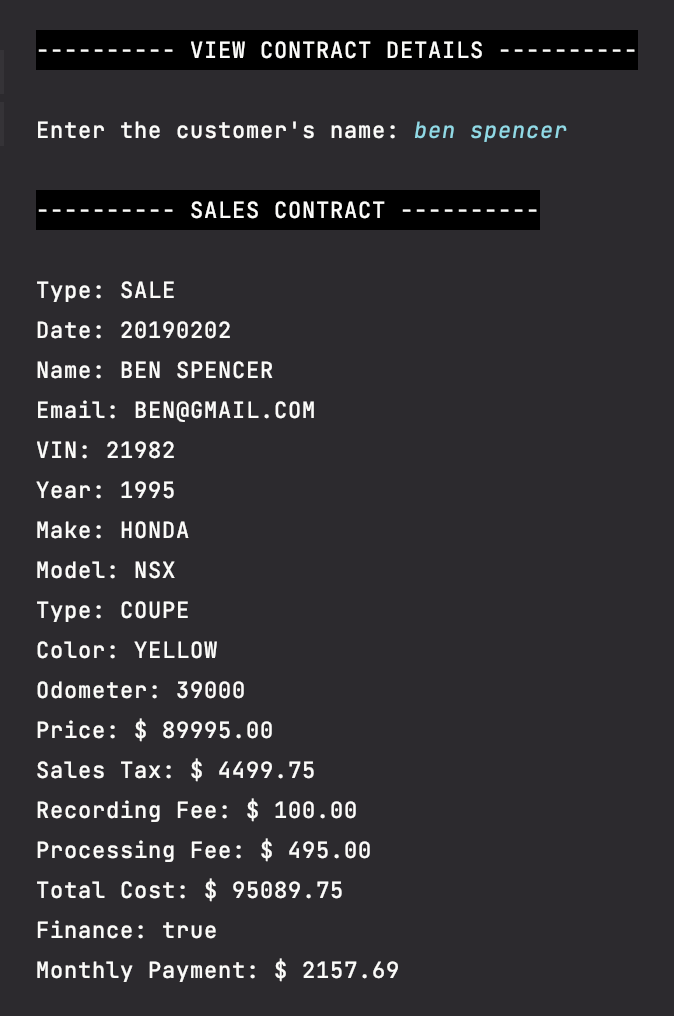 ---------- VIEW CONTRACT DETAILS ----------
Enter the customer's name: ben spencer
---------- SALES CONTRACT ----------
Type: SALE
Date: 20190202
Name: BEN SPENCER
Email: BEN@GMAIL.COM
VIN: 21982
Year: 1995
Make: HONDA
Model: NSX
Type: COUPE
Color: YELLOW
Odometer: 39000
Price: $ 89995.00
Sales Tax: $ 4499.75
Recording Fee: $ 100.00
Processing Fee: $ 495.00
Total Cost: $ 95089.75
Finance: true
Monthly Payment: $ 2157.69